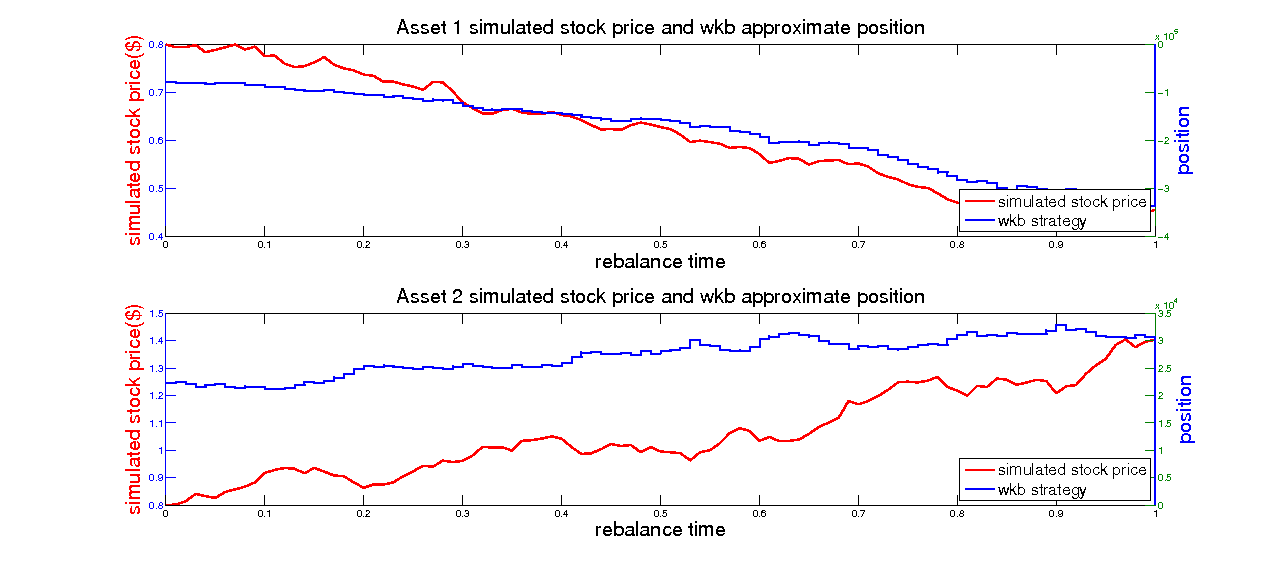 Asset 1 simulated stock price and wkb approximate position
x 10^5
simulated stock price($)
0.8
0.7
0.6
0.5
0.4
0
−1
−2
−3
−4
position
simulated stock price
wkb strategy
0 0.1 0.2 0.3 0.4 0.5 0.6 0.7 0.8 0.9 1
rebalance time
Asset 2 simulated stock price and wkb approximate position
x 10^4
simulated stock price($)
1.5
1.4
1.3
1.2
1.1
1
0.9
0.8
3.5
3
2.5
2
1.5
1
0.5
0
position
simulated stock price
wkb strategy
0 0.1 0.2 0.3 0.4 0.5 0.6 0.7 0.8 0.9 1
rebalance time